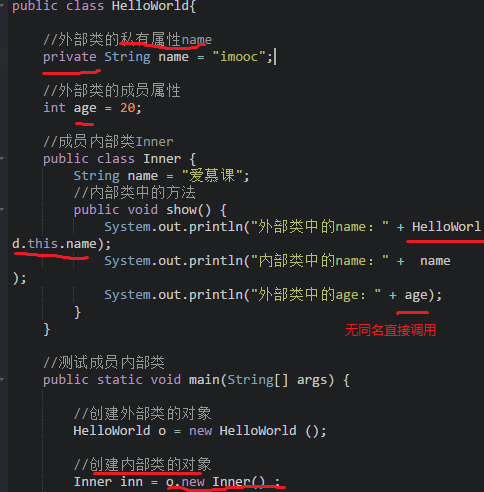 public class HelloWorld{
//外部类的私有属性name
private String name = "imooc";
//外部类的成员属性
int age = 20;
//成员内部类Inner
public class Inner {
String name = "爱慕课";
//内部类中的方法
public void show() {
System.out.println("外部类中的name：" + HelloWorl
d.this.name);
System.out.println("内部类中的name：" + name
);
System.out.println("外部类中的age：" + age);
}
无同名直接调用
}
//测试成员内部类
public static void main(String[] args) {
//创建外部类的对象
HelloWorld o = new HelloWorld ();
//创建内部类的对象
Inner inn = o.new Inner() ;